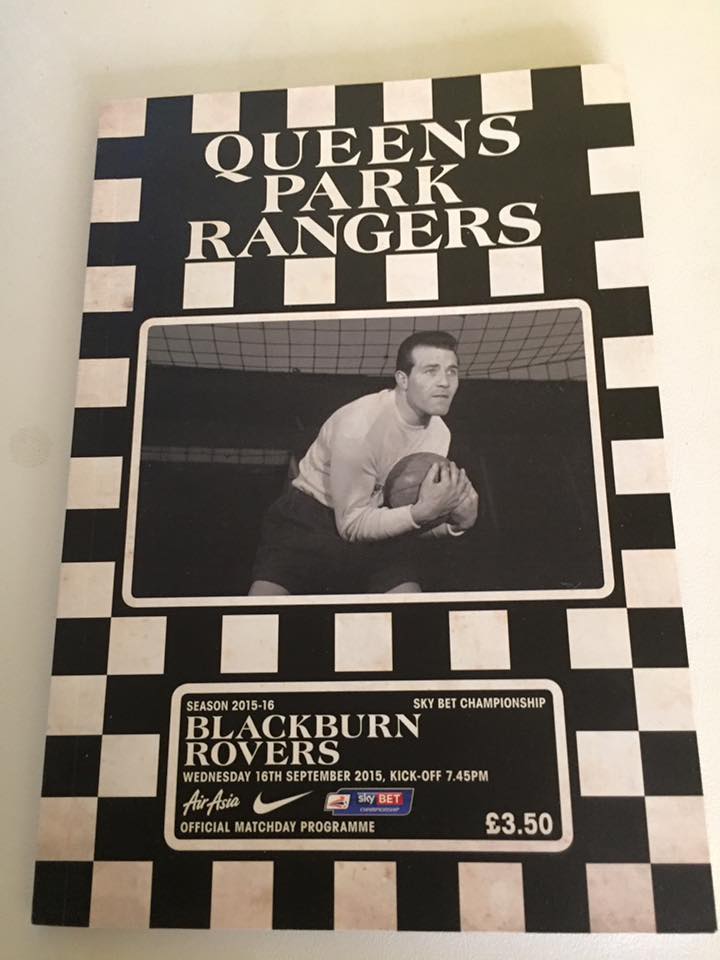 QUEENS
PARK
RANGERS
SEASON 2015-16 SKY BET CHAMPIONSHIP
BLACKBURN
ROVERS
WEDNESDAY 16TH SEPTEMBER 2015, KICK-OFF 7.45PM
AirAsia sky BET
CHAMPIONSHIP
OFFICIAL MATCHDAY PROGRAMME £3.50